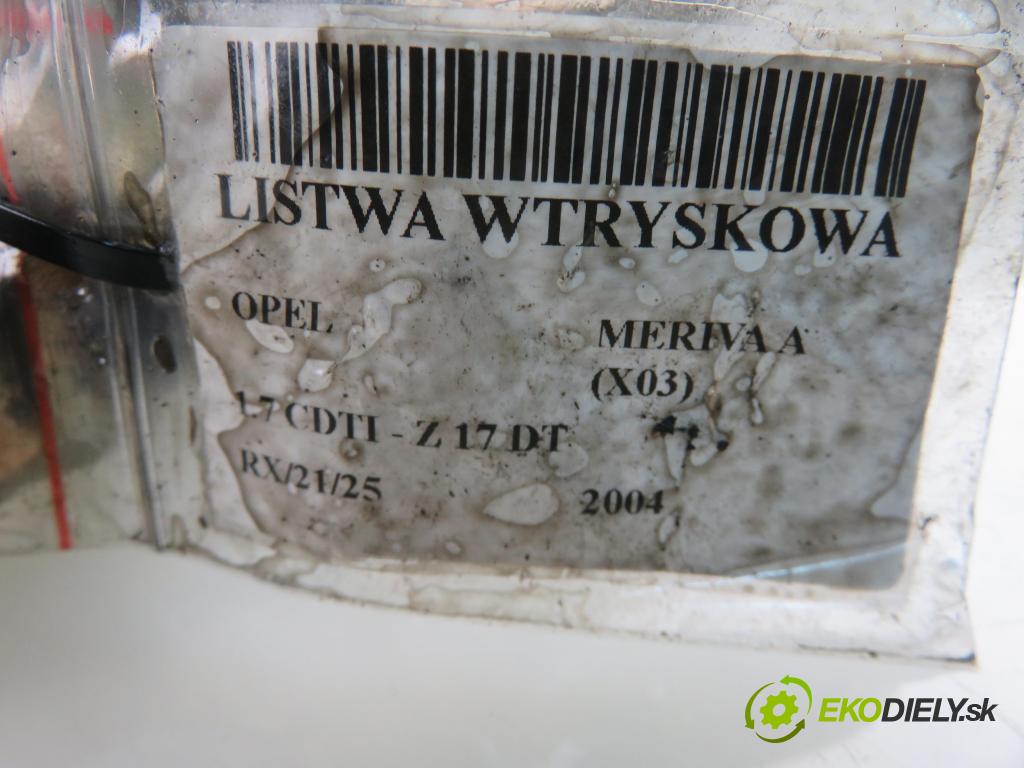 LISTWA WTRYSKOWA
OPEL
MERIVA A
(X03)
1.7 CDTI - Z 17 DT
RX/21/25
2004
EKODIELY.sk